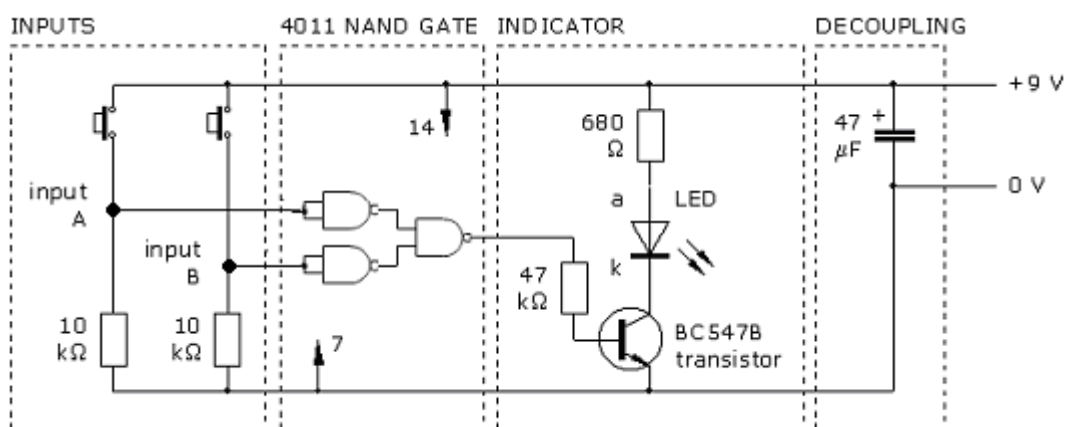 INPUTS
4011 NAND GATE
INDICATOR
DECOUPLING
+9 V
14
680
Ω
47
+
µF
0 V
input
A
a
LED
input
B
k
47
kΩ
10
kΩ
10
kΩ
7
BC547B
transistor